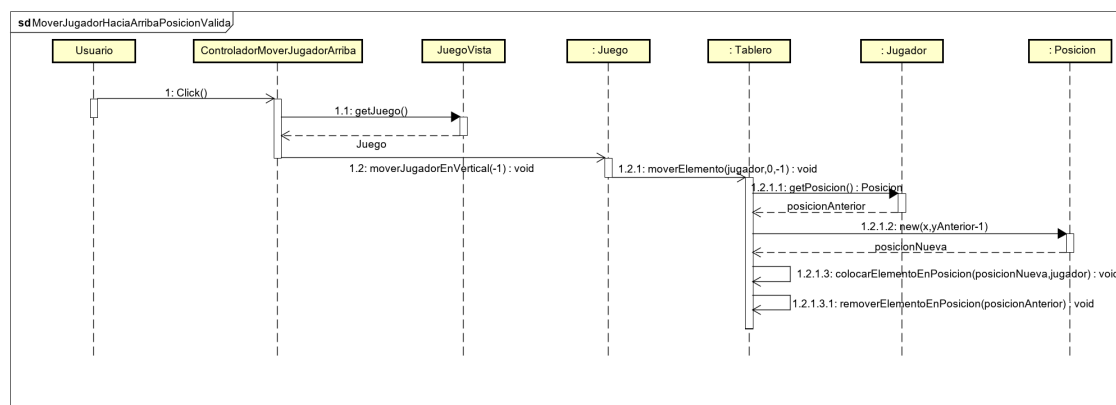 sd MoverJugadorHaciaArribaPosicionValida
Usuario
ControladorMoverJugadorArriba
JuegoVista
: Juego
: Tablero
: Jugador
: Posicion
1: Click()
1.1: getJuego()
Juego
1.2: moverJugadorEnVertical(-1) : void
1.2.1: moverElemento(jugador,0,-1) : void
1.2.1.1: getPosicion() : Posicion
posicionAnterior
1.2.1.2: new(x,yAnterior-1)
posicionNueva
1.2.1.3: colocarElementoEnPosicion(posicionNueva,jugador) : void
1.2.1.3.1: removerElementoEnPosicion(posicionAnterior) : void